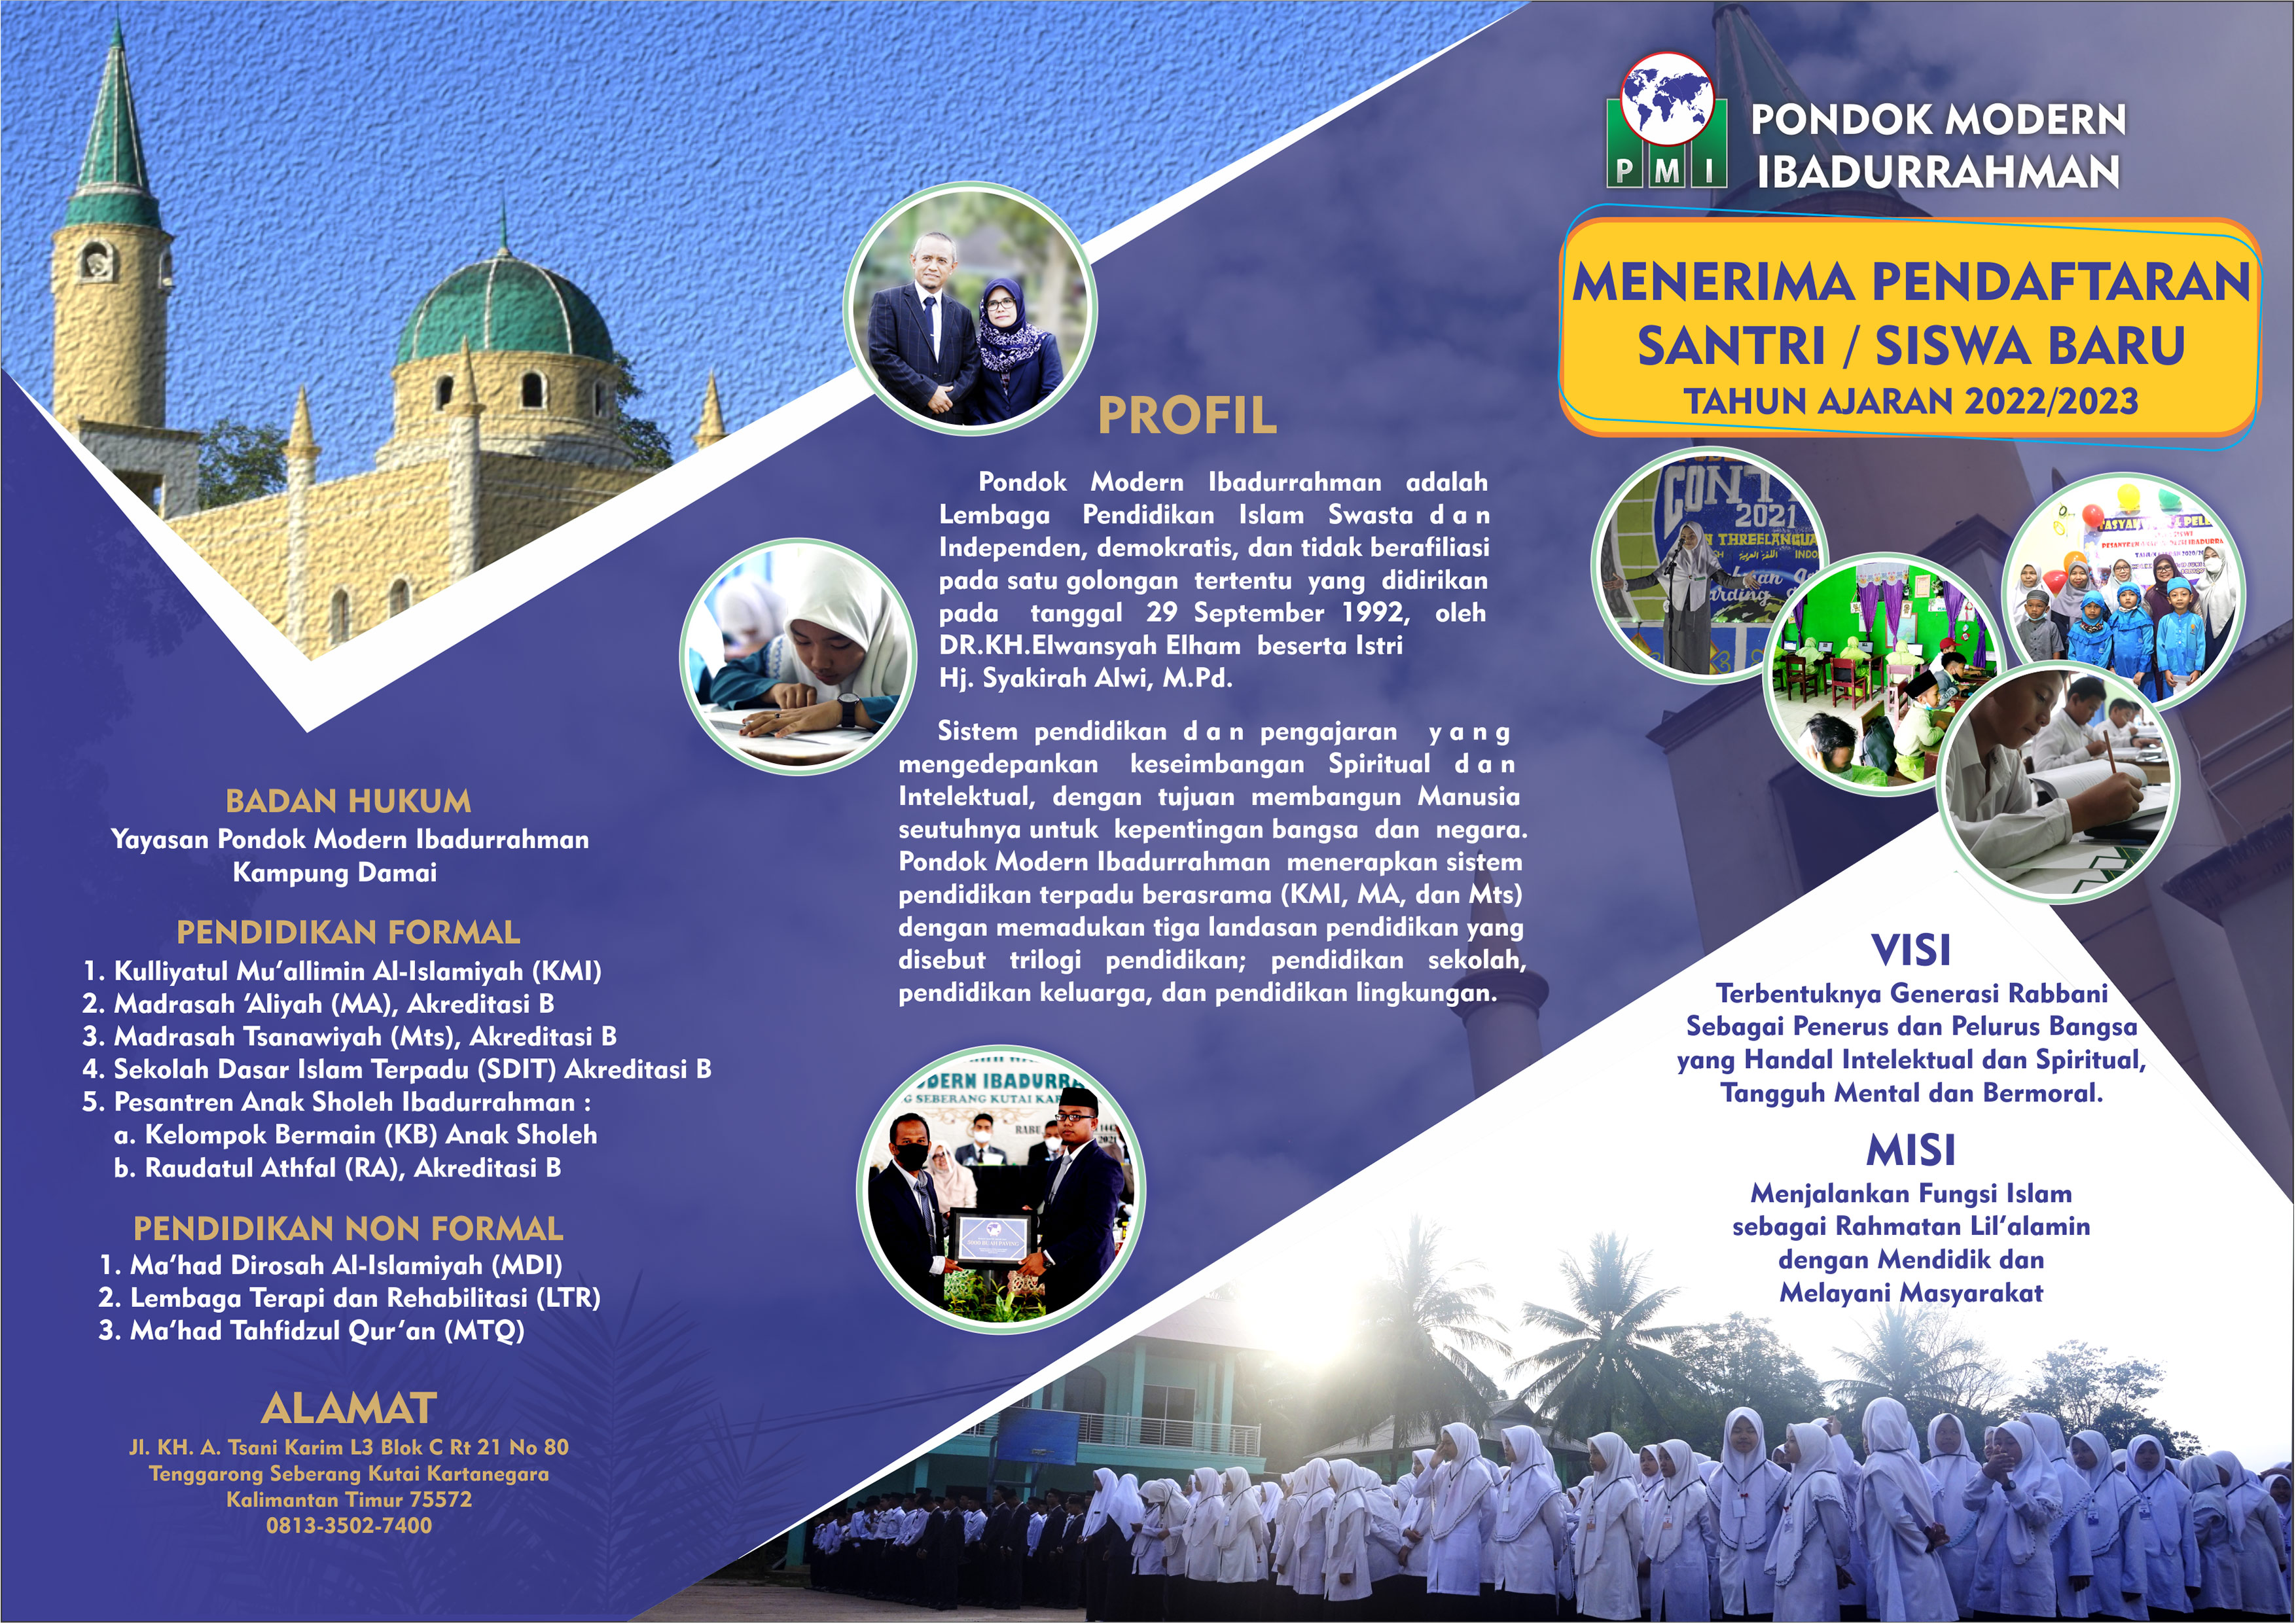 PMI
PONDOK MODERN
IBADURRAHMAN
MENERIMA PENDAFTARAN
SANTRI / SISWA BARU
TAHUN AJARAN 2022/2023
2021
THREELANGUA
INDO
VISI
Terbentuknya Generasi Rabbani
Sebagai Penerus dan Pelurus Bangsa
yang Handal Intelektual dan Spiritual,
Tangguh Mental dan Bermoral.
MISI
Menjalankan Fungsi Islam
sebagai Rahmatan Lil'alamin
dengan Mendidik dan
Melayani Masyarakat
PROFIL
Pondok Modern Ibadurrahman adalah
Lembaga Pendidikan Islam Swasta dan
Independen, demokratis, dan tidak berafiliasi
pada satu golongan tertentu yang didirikan
pada tanggal 29 September 1992, oleh
DR.KH.Elwansyah Elham beserta Istri
Hj. Syakirah Alwi, M.Pd.
Sistem pendidikan dan pengajaran yang
mengedepankan keseimbangan Spiritual dan
Intelektual, dengan tujuan membangun Manusia
seutuhnya untuk kepentingan bangsa dan negara.
Pondok Modern Ibadurrahman menerapkan sistem
pendidikan terpadu berasrama (KMI, MA, dan Mts)
dengan memadukan tiga landasan pendidikan yang
disebut trilogi pendidikan; pendidikan sekolah,
pendidikan keluarga, dan pendidikan lingkungan.
DERN IBADURRA
G SEBERANG KUTAI KAR
BADAN HUKUM
Yayasan Pondok Modern Ibadurrahman
Kampung Damai
PENDIDIKAN FORMAL
1. Kulliyatul Mu'allimin Al-Islamiyah (KMI)
2. Madrasah 'Aliyah (MA), Akreditasi B
3. Madrasah Tsanawiyah (Mts), Akreditasi B
4. Sekolah Dasar Islam Terpadu (SDIT) Akreditasi B
5. Pesantren Anak Sholeh Ibadurrahman :
a. Kelompok Bermain (KB) Anak Sholeh
b. Raudatul Athfal (RA), Akreditasi B
PENDIDIKAN NON FORMAL
1. Ma'had Dirosah Al-Islamiyah (MDI)
2. Lembaga Terapi dan Rehabilitasi (LTR)
3. Ma'had Tahfidzul Qur'an (MTQ)
ALAMAT
Jl. KH. A. Tsani Karim L3 Blok C Rt 21 No 80
Tenggarong Seberang Kutai Kartanegara
Kalimantan Timur 75572
0813-3502-7400